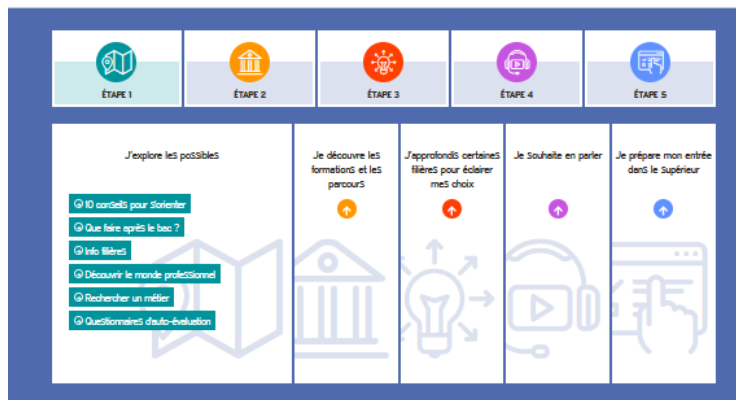 ÉTAPE 1
ÉTAPE 2
ÉTAPE 3
ÉTAPE 4
ÉTAPE 5
J'explore les possibles
10 conseils pour s'orienter
Que faire après le bac ?
Info filières
Découvrir le monde professionnel
Rechercher un métier
Questionnaires d'auto-évaluation
Je découvre les
formations et les
parcours
J'approfondis certaines
filières pour éclairer
mes choix
Je souhaite en parler
Je prépare mon entrée
dans le Supérieur